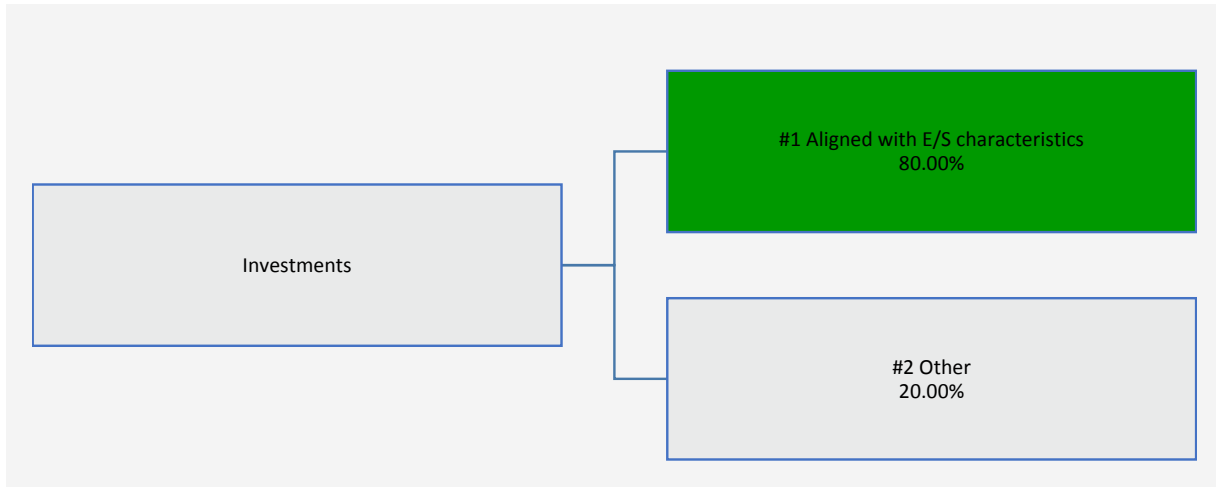 #1 Aligned with E/S characteristics
80.00%
Investments
#2 Other
20.00%